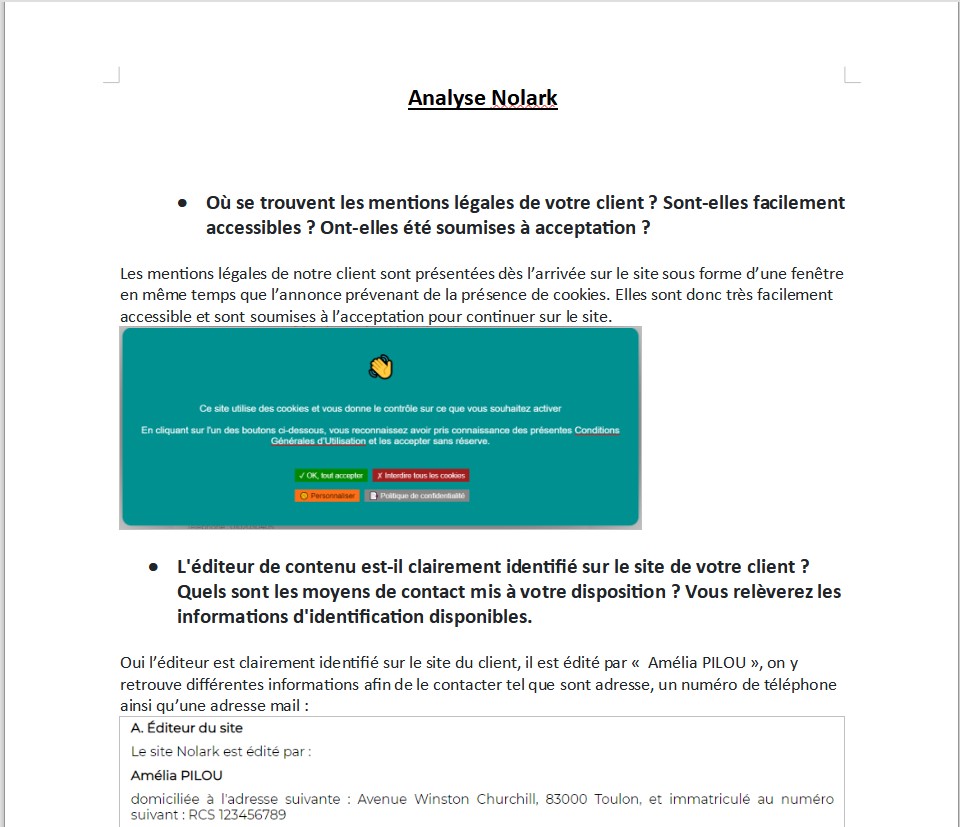 Analyse Nolark
● Où se trouvent les mentions légales de votre client ? Sont-elles facilement
accessibles ? Ont-elles été soumises à acceptation ?
Les mentions légales de notre client sont présentées dès l’arrivée sur le site sous forme d’une fenêtre
en même temps que l’annonce prévenant de la présence de cookies. Elles sont donc très facilement
accessible et sont soumises à l’acceptation pour continuer sur le site.
Ce site utilise des cookies et vous donne le contrôle sur ce que vous souhaitez activer
En cliquant sur l'un des boutons ci-dessous, vous reconnaissez avoir pris connaissance des présentes Conditions
Générales d'Utilisation et les accepter sans réserve.
✓ OK, tout accepter ✗ Interdire tous les cookies
Personnaliser Politique de confidentialité
● L'éditeur de contenu est-il clairement identifié sur le site de votre client ?
Quels sont les moyens de contact mis à votre disposition ? Vous relèverez les
informations d'identification disponibles.
Oui l’éditeur est clairement identifié sur le site du client, il est édité par «  Amélia PILOU », on y
retrouve différentes informations afin de le contacter tel que sont adresse, un numéro de téléphone
ainsi qu’une adresse mail :
A. Éditeur du site
Le site Nolark est édité par :
Amélia PILOU
domiciliée à l'adresse suivante : Avenue Winston Churchill, 83000 Toulon, et immatriculé au numéro
suivant : RCS 123456789